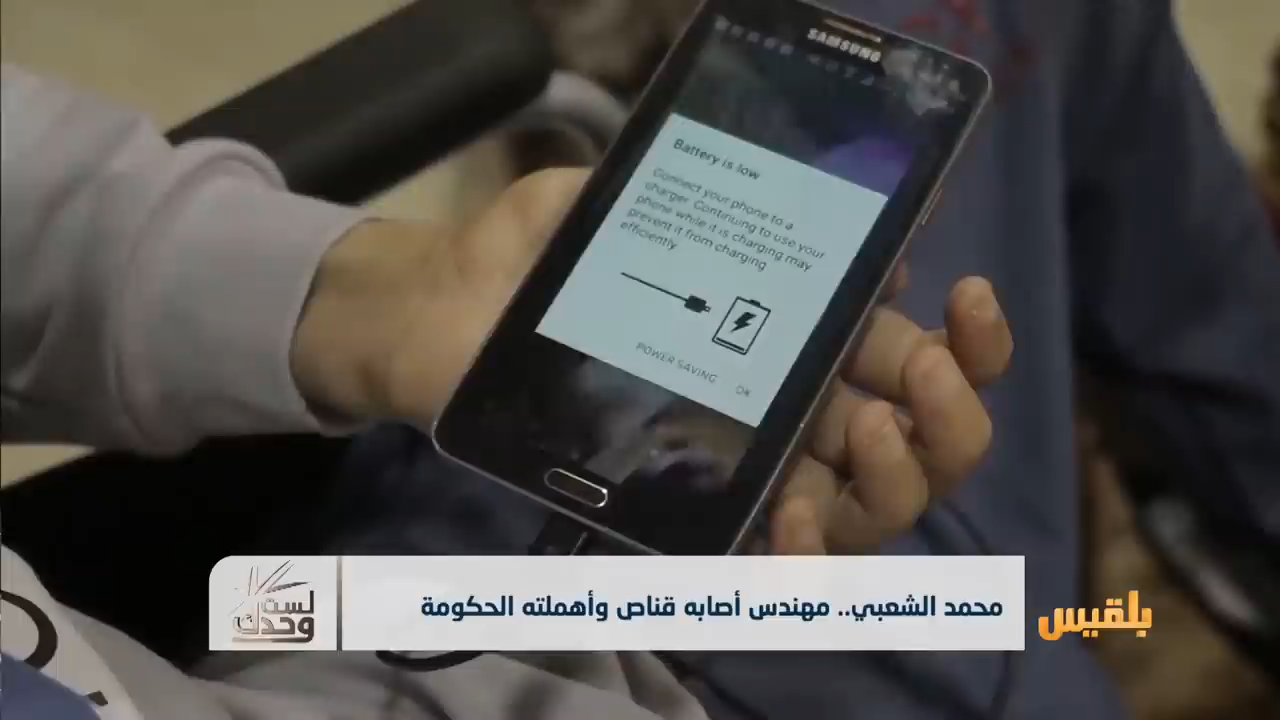 SAMSUNG
Battery is low
Connect your phone to a
charger. Continuing to use your
phone while it is charging may
prevent it from charging
efficiently
POWER SAVING OK
محمد الشعبي.. مهندس أصابه قناص وأهملته الحكومة
لست
وحدك
بلقيس